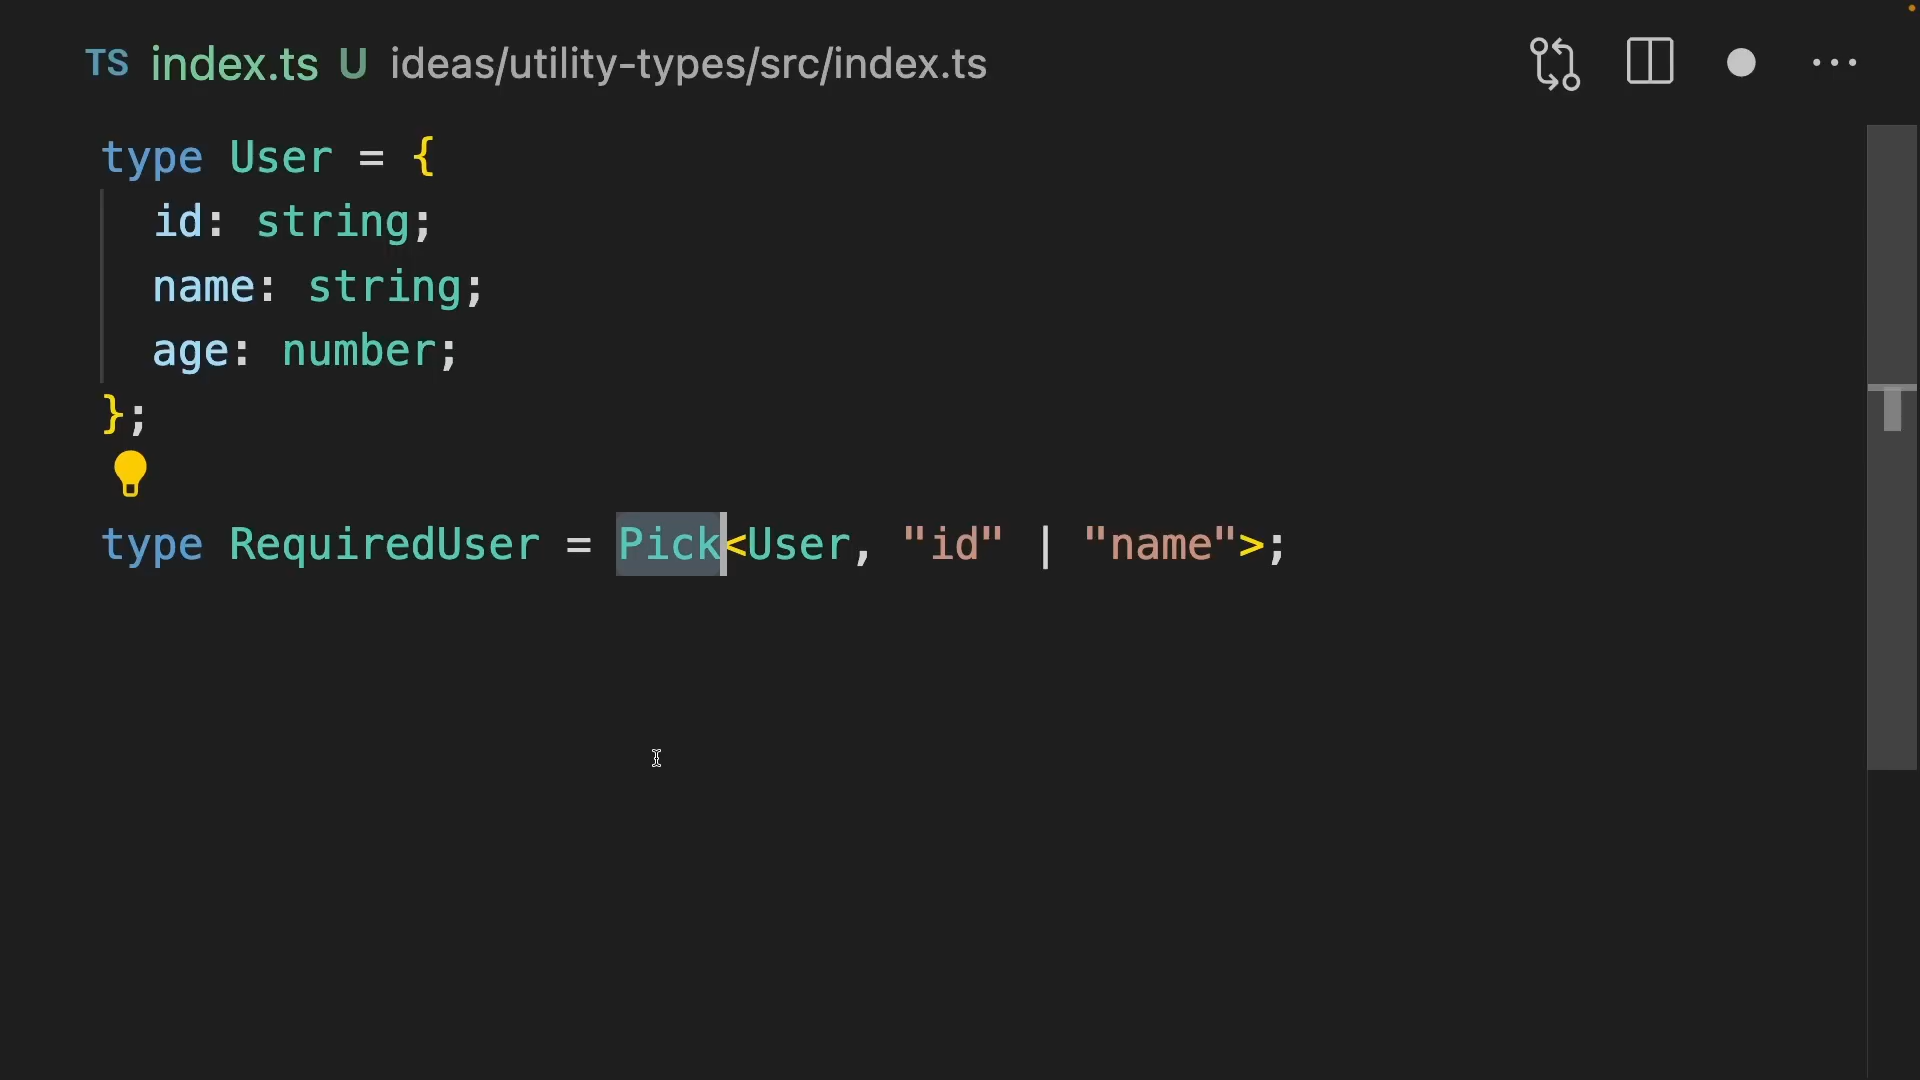 TS index.ts U ideas/utility-types/src/index.ts
type User = {
id: string;
name: string;
age: number;
};
type RequiredUser = Pick<User, "id" | "name">;